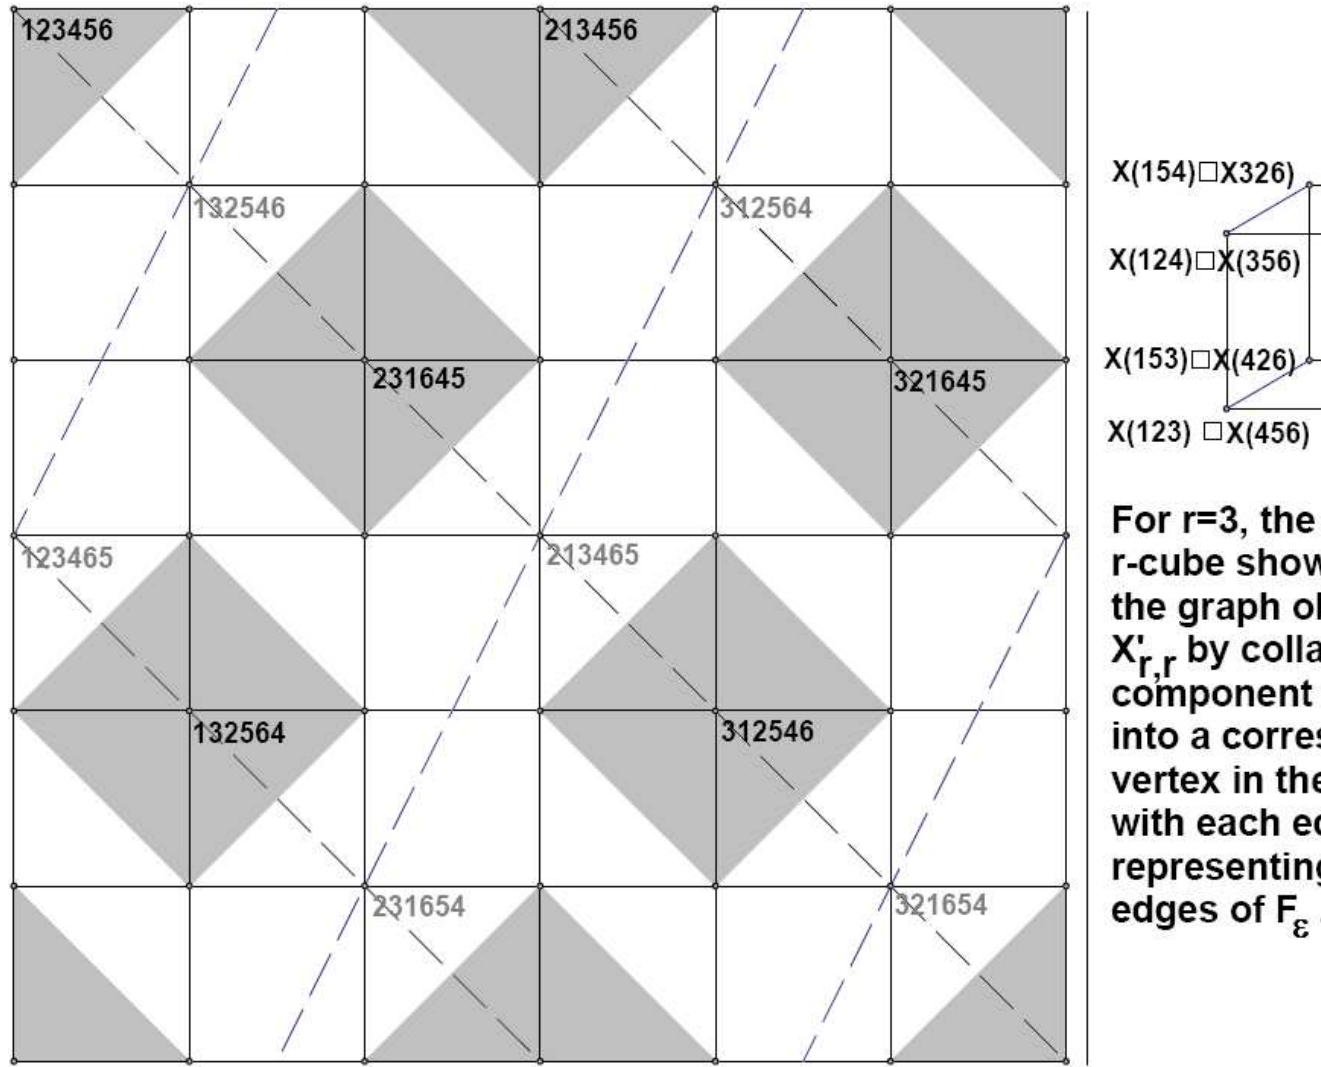 123456 213456
132546 312564
231645 321645
123465 213465
132564 312546
231654 321654
X(154)□X326)
X(124)□X(356)
X(153)□X(426)
X(123) □X(456)
For r=3, the
r-cube show
the graph o
X'r,r by colla
component
into a corres
vertex in the
with each e
representing
edges of Fε